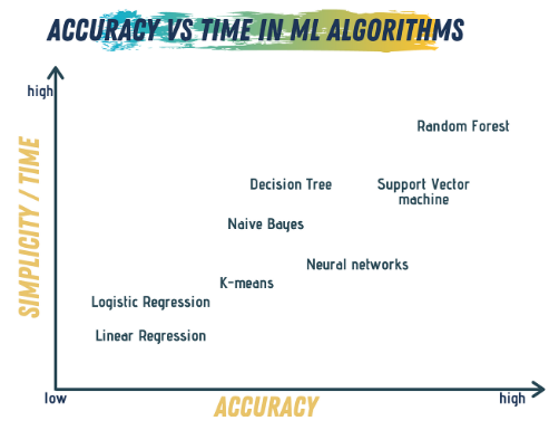 ACCURACY VS TIME IN ML ALGORITHMS
high
SIMPLICITY / TIME
Random Forest
Decision Tree
Support Vector
machine
Naive Bayes
Neural networks
K-means
Logistic Regression
Linear Regression
low
ACCURACY
high